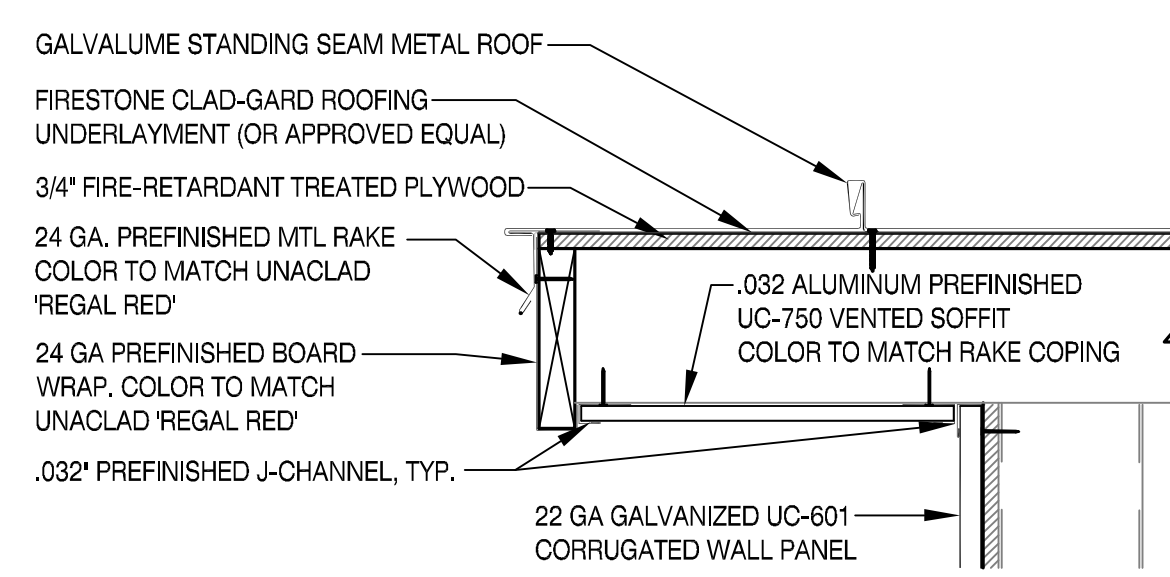 GALVALUME STANDING SEAM METAL ROOF
FIRESTONE CLAD-GARD ROOFING
UNDERLAYMENT (OR APPROVED EQUAL)
3/4" FIRE-RETARDANT TREATED PLYWOOD
24 GA. PREFINISHED MTL RAKE
COLOR TO MATCH UNACLAD
'REGAL RED'
.032 ALUMINUM PREFINISHED
UC-750 VENTED SOFFIT
COLOR TO MATCH RAKE COPING
24 GA PREFINISHED BOARD
WRAP. COLOR TO MATCH
UNACLAD 'REGAL RED'
.032" PREFINISHED J-CHANNEL, TYP.
22 GA GALVANIZED UC-601
CORRUGATED WALL PANEL